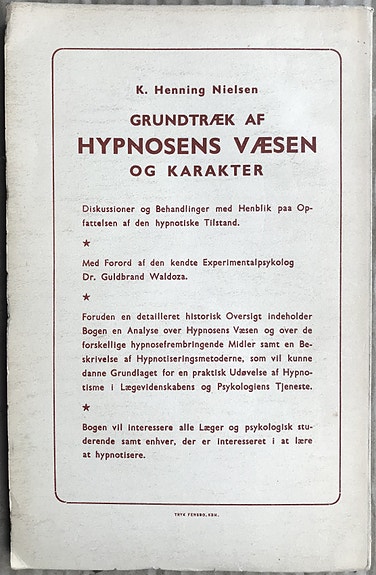 K. Henning Nielsen
GRUNDTRÆK AF
HYPNOSENS VÆSEN
OG KARAKTER
Diskussioner og Behandlinger med Henblik paa Op-
fattelsen af den hypnotiske Tilstand.
★
Med Forord af den kendte Experimentalpsykolog
Dr. Guldbrand Waldoza.
★
Foruden en detailleret historisk Oversigt indeholder
Bogen en Analyse over Hypnosens Væsen og over de
forskellige hypnosefrembringende Midler samt en Be-
skrivelse af Hypnotiseringsmetoderne, som vil kunne
danne Grundlaget for en praktisk Udøvelse af Hypno-
tisme i Lægevidenskabens og Psykologiens Tjeneste.
★
Bogen vil interessere alle Læger og psykologisk stu-
derende samt enhver, der er interesseret i at lære
at hypnotisere.
TRYK FENSBO, KBH.